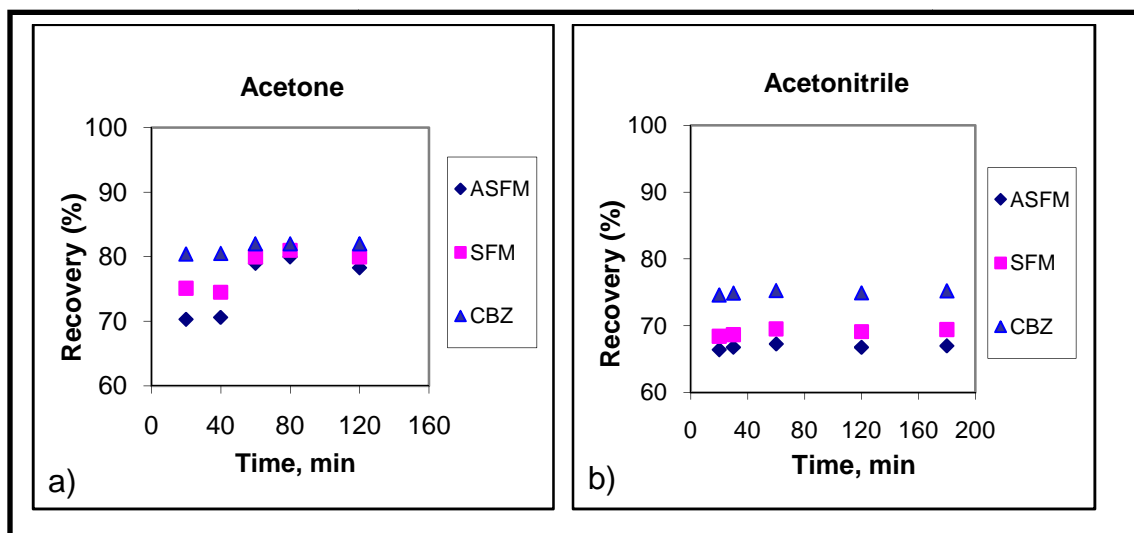 Acetone
100
90
80
70
60
0 40 80 120 160
Recovery (%)
Time, min
ASFM
SFM
CBZ
a)
Acetonitrile
100
90
80
70
60
0 40 80 120 160 200
Recovery (%)
Time, min
ASFM
SFM
CBZ
b)